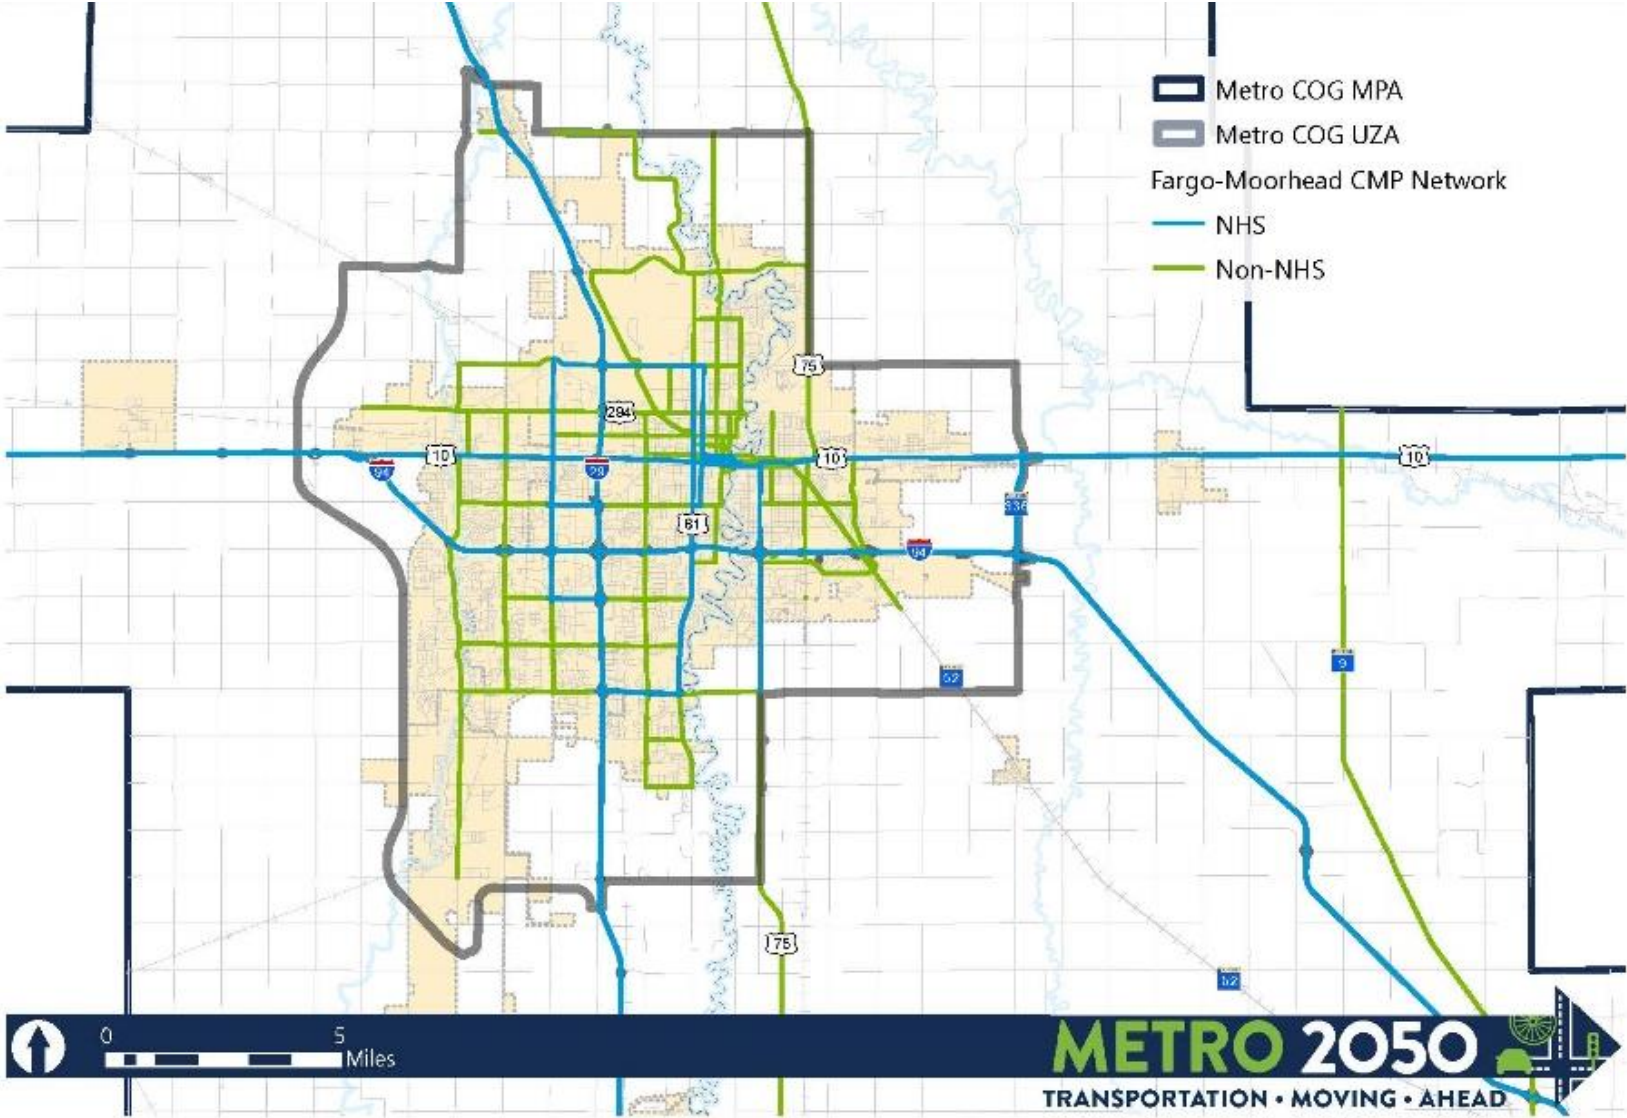 Metro COG MPA
Metro COG UZA
Fargo-Moorhead CMP Network
NHS
Non-NHS
75
294
10
94
29
10
10
336
81
94
9
52
75
52
0 5
Miles
METRO 2050
TRANSPORTATION • MOVING • AHEAD